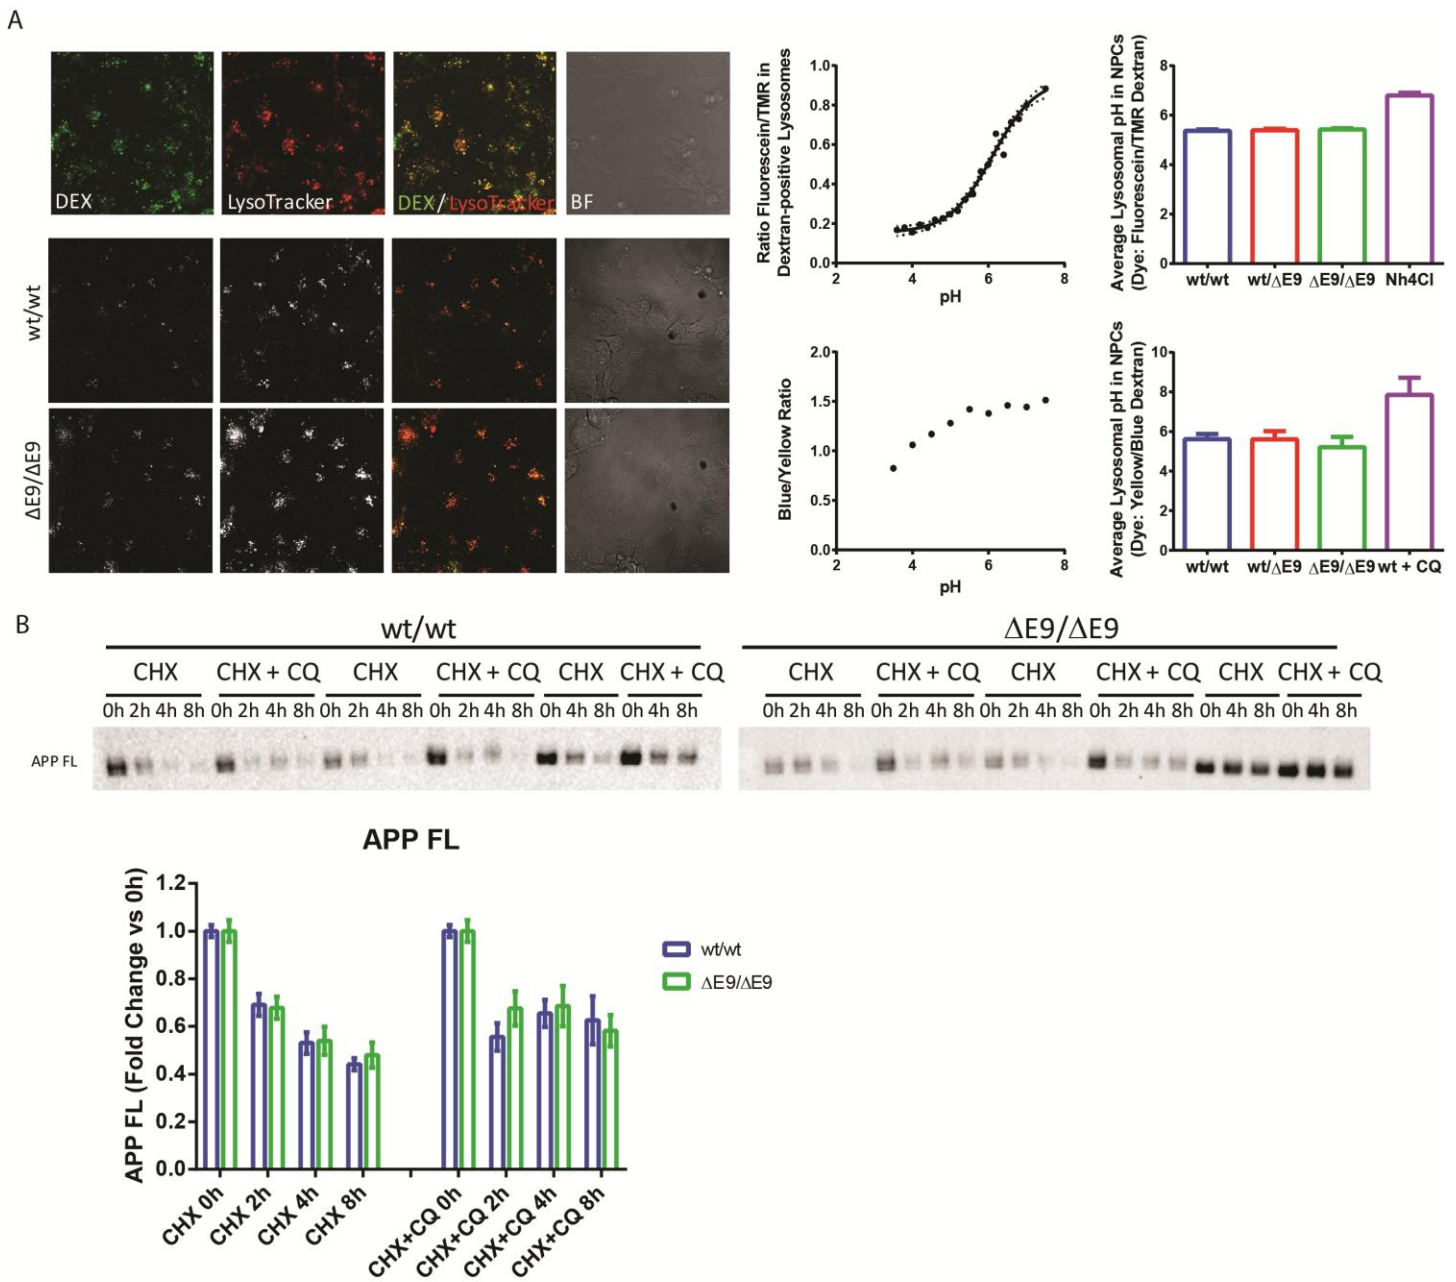 A
DEX
LysoTracker
DEX/LysoTracker
BF
wt/wt
ΔE9/ΔE9
Ratio Fluorescein/TMR in
Dextran-positive Lysosomes
1.0
0.8
0.6
0.4
0.2
0.0
2 4 6 8
pH
Average Lysosomal pH in NPCs
(Dye: Fluorescein/TMR Dextran)
8
6
4
2
0
wt/wt wt/ΔE9 ΔE9/ΔE9 Nh4Cl
Blue/Yellow Ratio
2.0
1.5
1.0
0.5
0.0
2 4 6 8
pH
Average Lysosomal pH in NPCs
(Dye: Yellow/Blue Dextran)
10
8
6
4
2
0
wt/wt wt/ΔE9 ΔE9/ΔE9 wt + CQ
B
wt/wt ΔE9/ΔE9
CHX CHX + CQ CHX CHX + CQ CHX CHX + CQ CHX CHX + CQ CHX CHX + CQ CHX CHX + CQ
0h 2h 4h 8h 0h 2h 4h 8h 0h 2h 4h 8h 0h 2h 4h 8h 0h 4h 8h 0h 4h 8h 0h 2h 4h 8h 0h 2h 4h 8h 0h 2h 4h 8h 0h 2h 4h 8h 0h 4h 8h 0h 4h 8h
APP FL
APP FL
APP FL (Fold Change vs 0h)
1.2
1.0
0.8
0.6
0.4
0.2
0.0
CHX 0h
CHX 2h
CHX 4h
CHX 8h
CHX+CQ 0h
CHX+CQ 2h
CHX+CQ 4h
CHX+CQ 8h
wt/wt
ΔE9/ΔE9